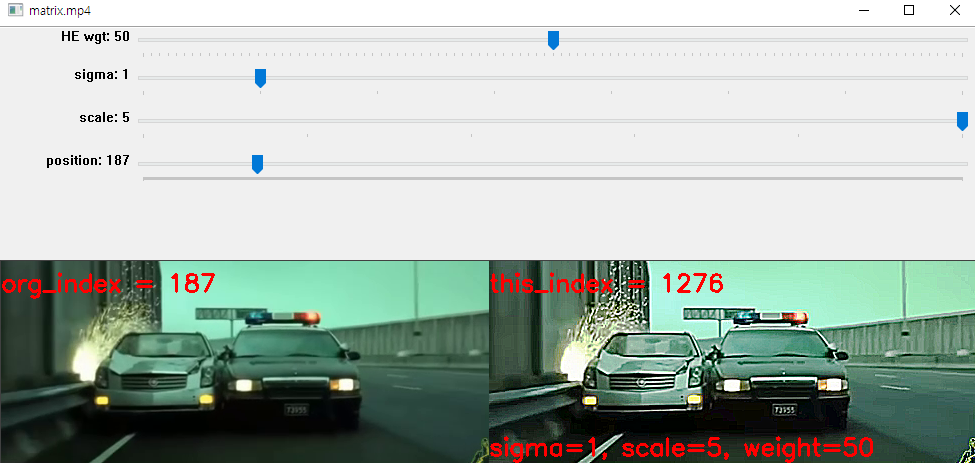 matrix.mp4
HE wgt: 50
sigma: 1
scale: 5
position: 187
org_index = 187
this_index = 1276
73955
sigma=1, scale=5, weight=50